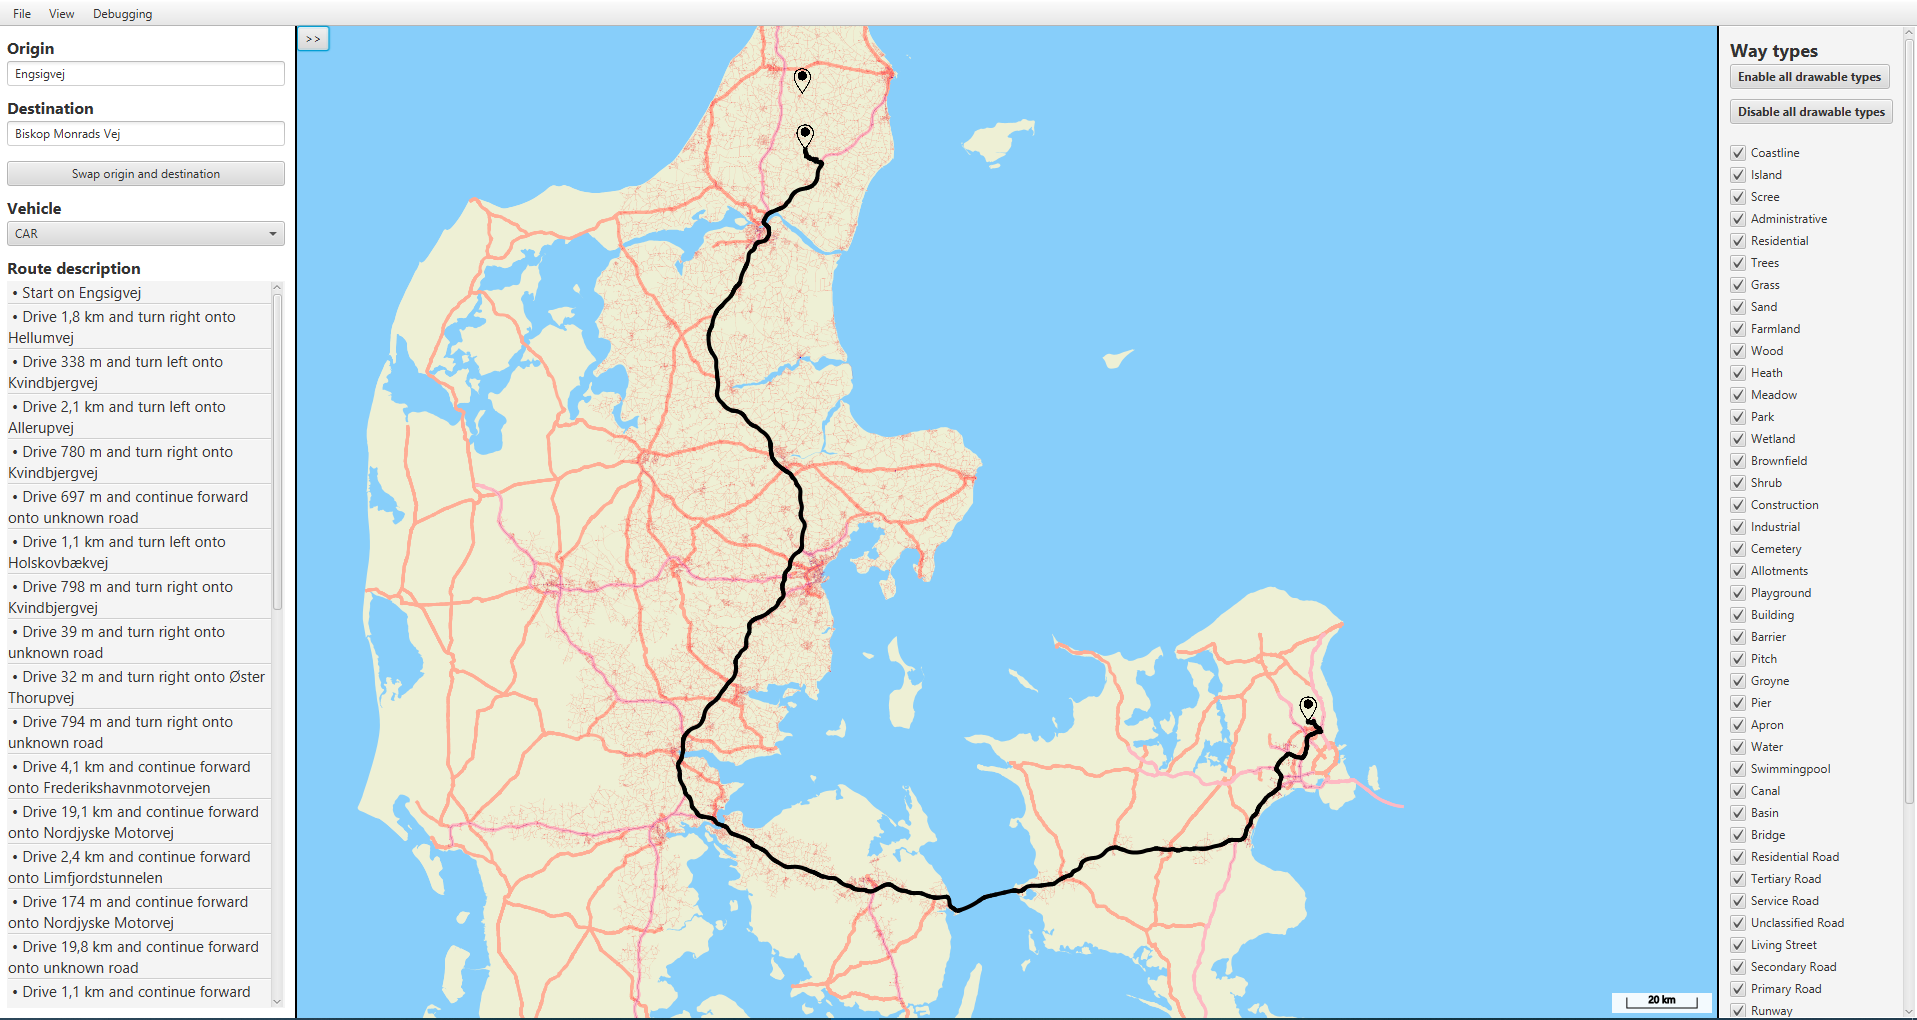 File View Debugging
Origin
Engsigvej
Destination
Biskop Monrads Vej
Swap origin and destination
Vehicle
CAR
Route description
• Start on Engsigvej
• Drive 1,8 km and turn right onto
Hellumvej
• Drive 338 m and turn left onto
Kvindbjergvej
• Drive 2,1 km and turn left onto
Allerupvej
• Drive 780 m and turn right onto
Kvindbjergvej
• Drive 697 m and continue forward
onto unknown road
• Drive 1,1 km and turn left onto
Holskovbækvej
• Drive 798 m and turn right onto
Kvindbjergvej
• Drive 39 m and turn right onto
unknown road
• Drive 32 m and turn right onto Øster
Thorupvej
• Drive 794 m and turn right onto
unknown road
• Drive 4,1 km and continue forward
onto Frederikshavnmotorvejen
• Drive 19,1 km and continue forward
onto Nordjyske Motorvej
• Drive 2,4 km and continue forward
onto Limfjordstunnelen
• Drive 174 m and continue forward
onto Nordjyske Motorvej
• Drive 19,8 km and continue forward
onto unknown road
• Drive 1,1 km and continue forward
>>
20 km
Way types
Enable all drawable types
Disable all drawable types
Coastline
Island
Scree
Administrative
Residential
Trees
Grass
Sand
Farmland
Wood
Heath
Meadow
Park
Wetland
Brownfield
Shrub
Construction
Industrial
Cemetery
Allotments
Playground
Building
Barrier
Pitch
Groyne
Pier
Apron
Water
Swimmingpool
Canal
Basin
Bridge
Residential Road
Tertiary Road
Service Road
Unclassified Road
Living Street
Secondary Road
Primary Road
Runway